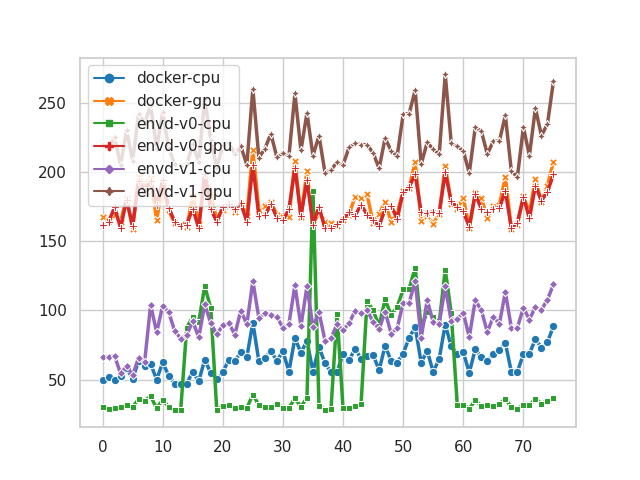 docker-cpu
docker-gpu
envd-v0-cpu
envd-v0-gpu
envd-v1-cpu
envd-v1-gpu
250
200
150
100
50
0 10 20 30 40 50 60 70